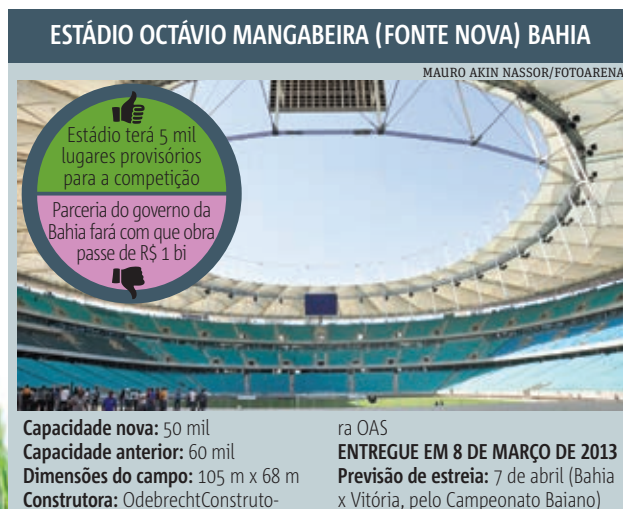 ESTÁDIO OCTÁVIO MANGABEIRA (FONTE NOVA) BAHIA
MAURO AKIN NASSOR/FOTOARENA
Estádio terá 5 mil
lugares provisórios
para a competição
Parceria do governo da
Bahia fará com que obra
passe de R$ 1 bi
Capacidade nova: 50 mil
Capacidade anterior: 60 mil
Dimensões do campo: 105 m x 68 m
Construtora: OdebrechtConstruto-
ra OAS
ENTREGUE EM 8 DE MARÇO DE 2013
Previsão de estreia: 7 de abril (Bahia
x Vitória, pelo Campeonato Baiano)